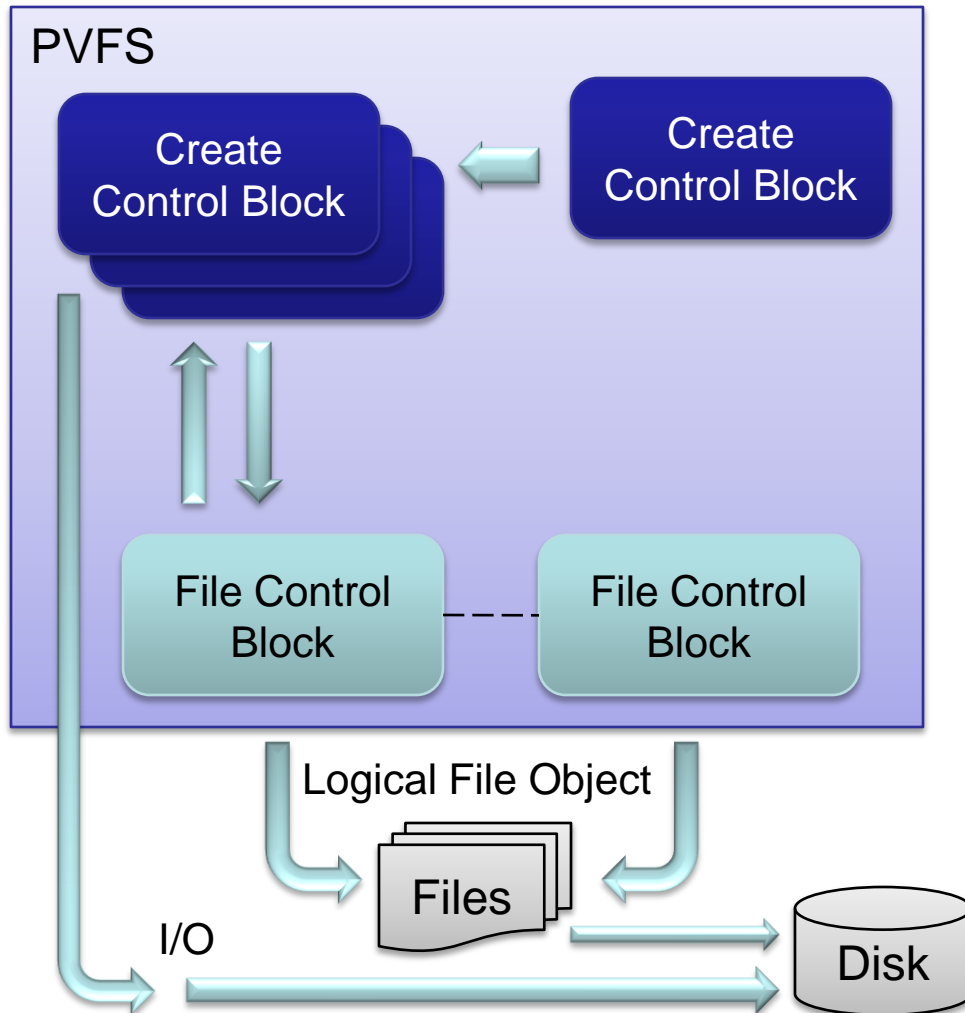 PVFS
Create
Control Block
Create
Control Block
File Control
Block
File Control
Block
Logical File Object
Files
I/O
Disk